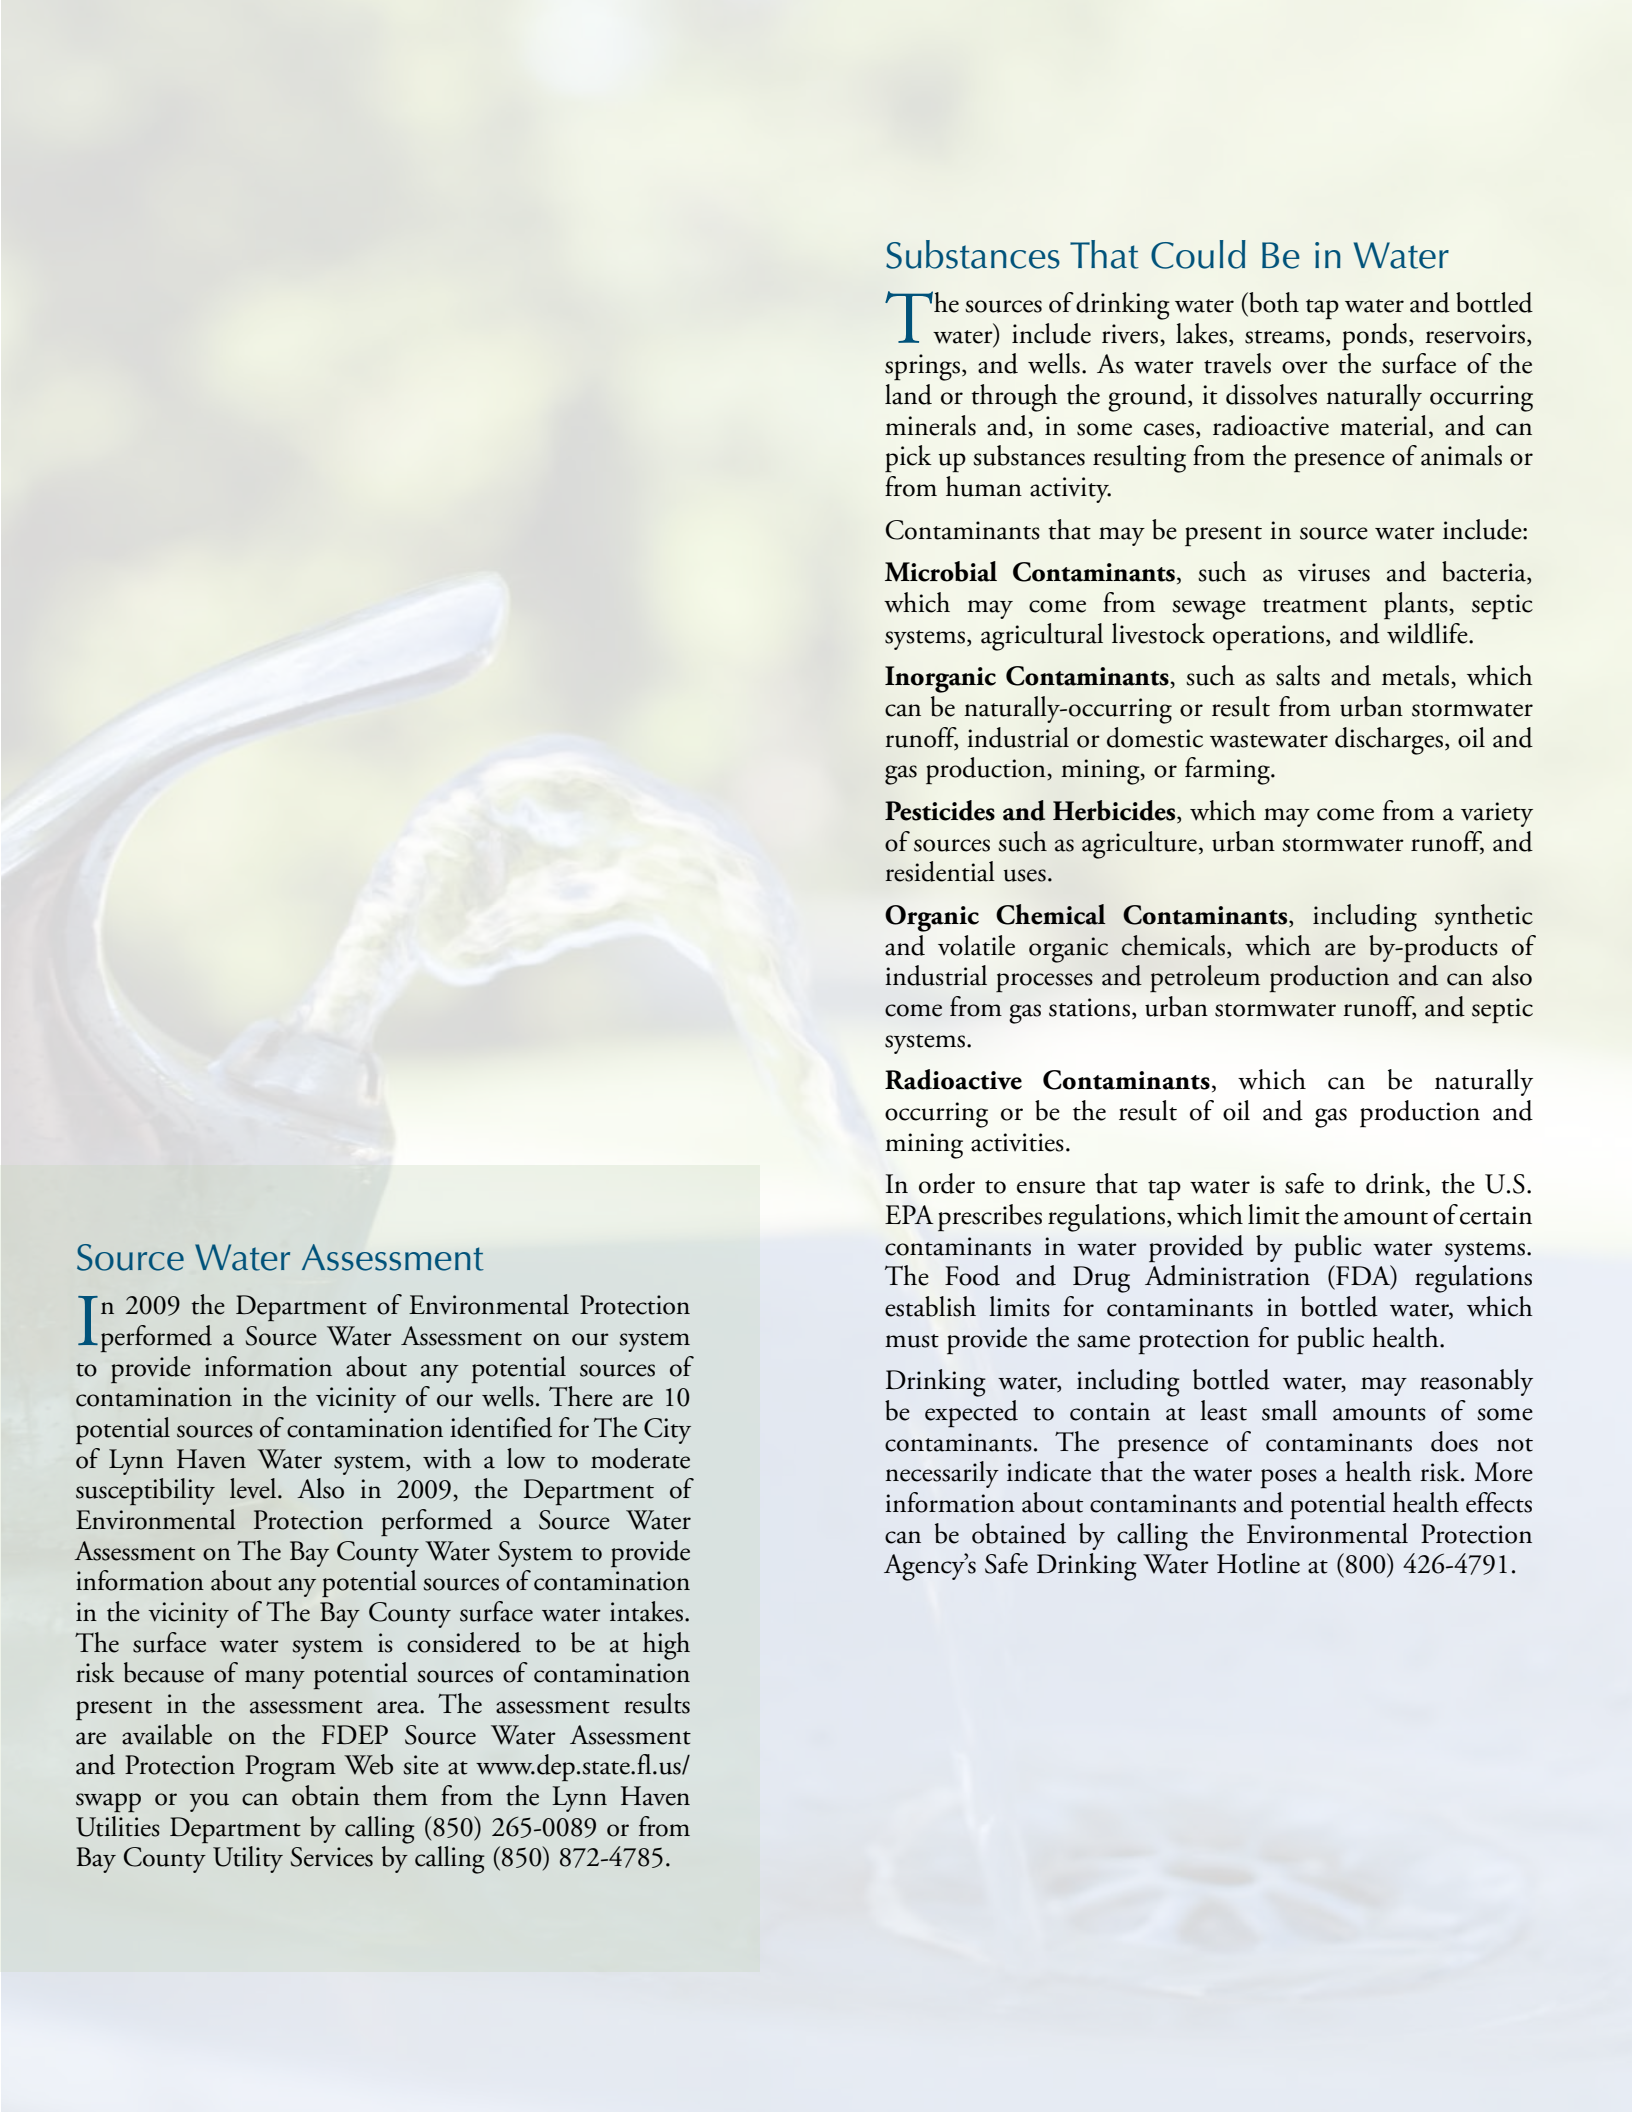 Substances That Could Be in Water
The sources of drinking water (both tap water and bottled
water) include rivers, lakes, streams, ponds, reservoirs,
springs, and wells. As water travels over the surface of the
land or through the ground, it dissolves naturally occurring
minerals and, in some cases, radioactive material, and can
pick up substances resulting from the presence of animals or
from human activity.
Contaminants that may be present in source water include:
Microbial Contaminants, such as viruses and bacteria,
which may come from sewage treatment plants, septic
systems, agricultural livestock operations, and wildlife.
Inorganic Contaminants, such as salts and metals, which
can be naturally-occurring or result from urban stormwater
runoff, industrial or domestic wastewater discharges, oil and
gas production, mining, or farming.
Pesticides and Herbicides, which may come from a variety
of sources such as agriculture, urban stormwater runoff, and
residential uses.
Organic Chemical Contaminants, including synthetic
and volatile organic chemicals, which are by-products of
industrial processes and petroleum production and can also
come from gas stations, urban stormwater runoff, and septic
systems.
Radioactive Contaminants, which can be naturally
occurring or be the result of oil and gas production and
mining activities.
In order to ensure that tap water is safe to drink, the U.S.
EPA prescribes regulations, which limit the amount of certain
contaminants in water provided by public water systems.
The Food and Drug Administration (FDA) regulations
establish limits for contaminants in bottled water, which
must provide the same protection for public health.
Drinking water, including bottled water, may reasonably
be expected to contain at least small amounts of some
contaminants. The presence of contaminants does not
necessarily indicate that the water poses a health risk. More
information about contaminants and potential health effects
can be obtained by calling the Environmental Protection
Agency's Safe Drinking Water Hotline at (800) 426-4791.
Source Water Assessment
In 2009 the Department of Environmental Protection
performed a Source Water Assessment on our system
to provide information about any potential sources of
contamination in the vicinity of our wells. There are 10
potential sources of contamination identified for The City
of Lynn Haven Water system, with a low to moderate
susceptibility level. Also in 2009, the Department of
Environmental Protection performed a Source Water
Assessment on The Bay County Water System to provide
information about any potential sources of contamination
in the vicinity of The Bay County surface water intakes.
The surface water system is considered to be at high
risk because of many potential sources of contamination
present in the assessment area. The assessment results
are available on the FDEP Source Water Assessment
and Protection Program Web site at www.dep.state.fl.us/
swapp or you can obtain them from the Lynn Haven
Utilities Department by calling (850) 265-0089 or from
Bay County Utility Services by calling (850) 872-4785.